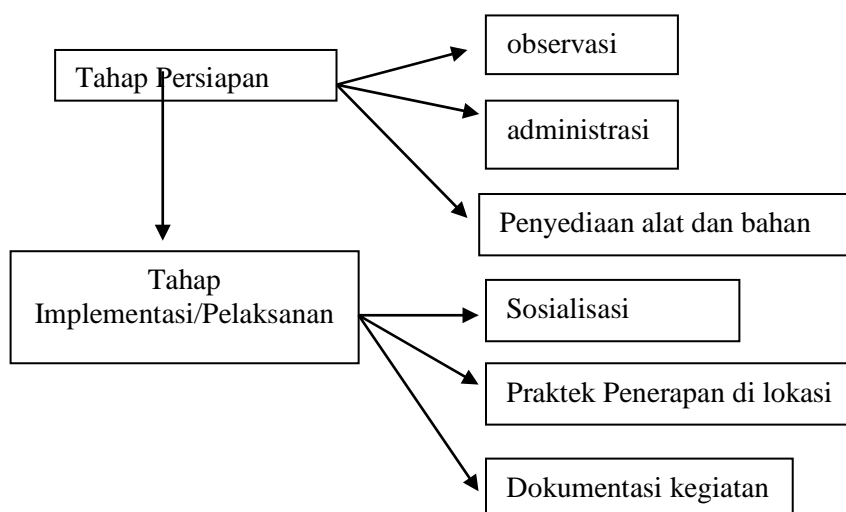 Tahap Persiapan
observasi
administrasi
Penyediaan alat dan bahan
Tahap
Implementasi/Pelaksanan
Sosialisasi
Praktek Penerapan di lokasi
Dokumentasi kegiatan